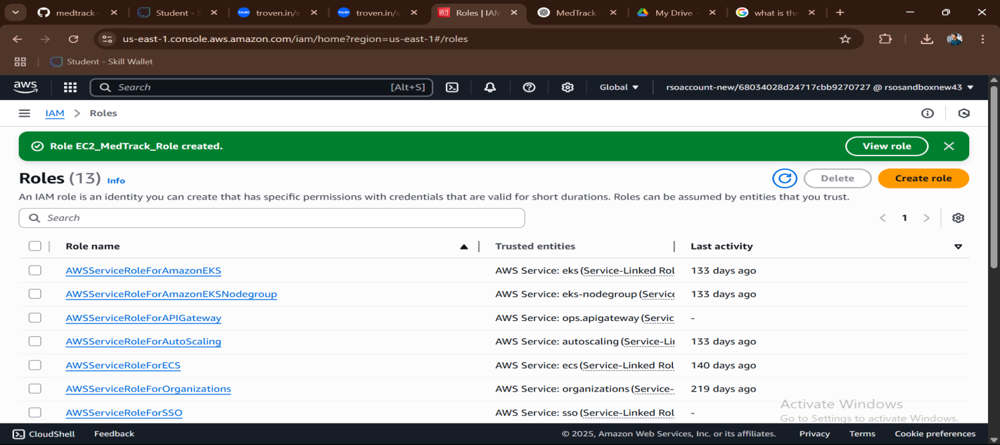 medtrack-
Student - S
troven.in/s
troven.in/s
Roles | IAM
MedTrack
My Drive -
what is the
us-east-1.console.aws.amazon.com/iam/home?region=us-east-1#/roles
Student - Skill Wallet
aws
Search [Alt+S] Global rsoaccount-new/68034028d24717cbb9270727 @ rsosandboxnew43
IAM > Roles
Role EC2_MedTrack_Role created. View role
Roles (13) Info Delete Create role
An IAM role is an identity you can create that has specific permissions with credentials that are valid for short durations. Roles can be assumed by entities that you trust.
Search 1
Role name Trusted entities Last activity
AWSServiceRoleForAmazonEKS AWS Service: eks (Service-Linked Rol 133 days ago
AWSServiceRoleForAmazonEKSNodegroup AWS Service: eks-nodegroup (Service 133 days ago
AWSServiceRoleForAPIGateway AWS Service: ops.apigateway (Servic -
AWSServiceRoleForAutoScaling AWS Service: autoscaling (Service-Lin 133 days ago
AWSServiceRoleForECS AWS Service: ecs (Service-Linked Rol 140 days ago
AWSServiceRoleForOrganizations AWS Service: organizations (Service- 219 days ago
AWSServiceRoleForSSO AWS Service: sso (Service-Linked Rol -
Activate Windows
Go to Settings to activate Windows.
CloudShell Feedback © 2025, Amazon Web Services, Inc. or its affiliates. Privacy Terms Cookie preferences